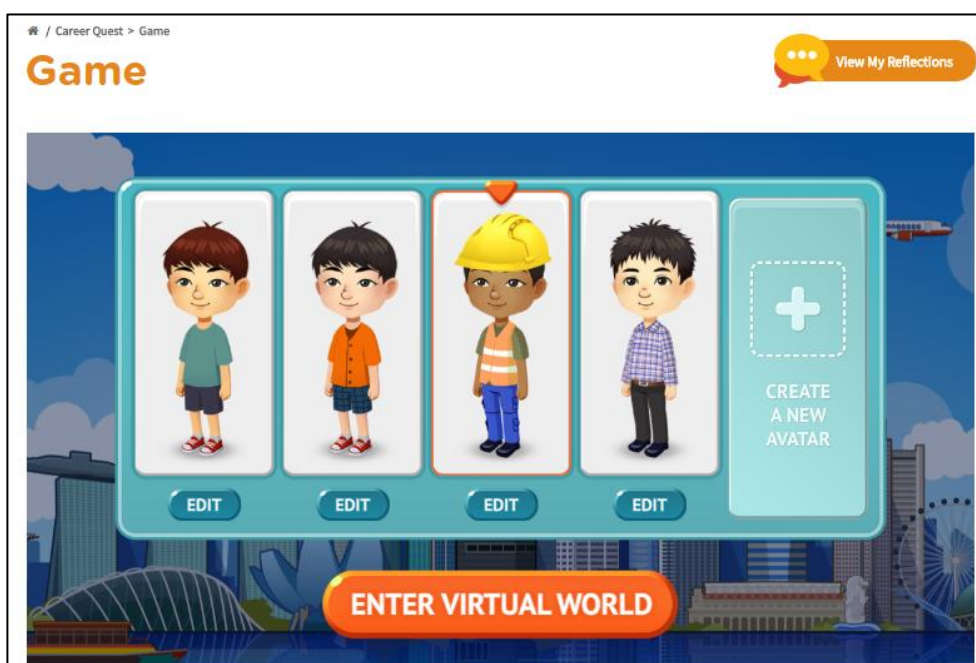 / Career Quest > Game
Game
View My Reflections
CREATE
A NEW
AVATAR
EDIT EDIT EDIT EDIT
ENTER VIRTUAL WORLD